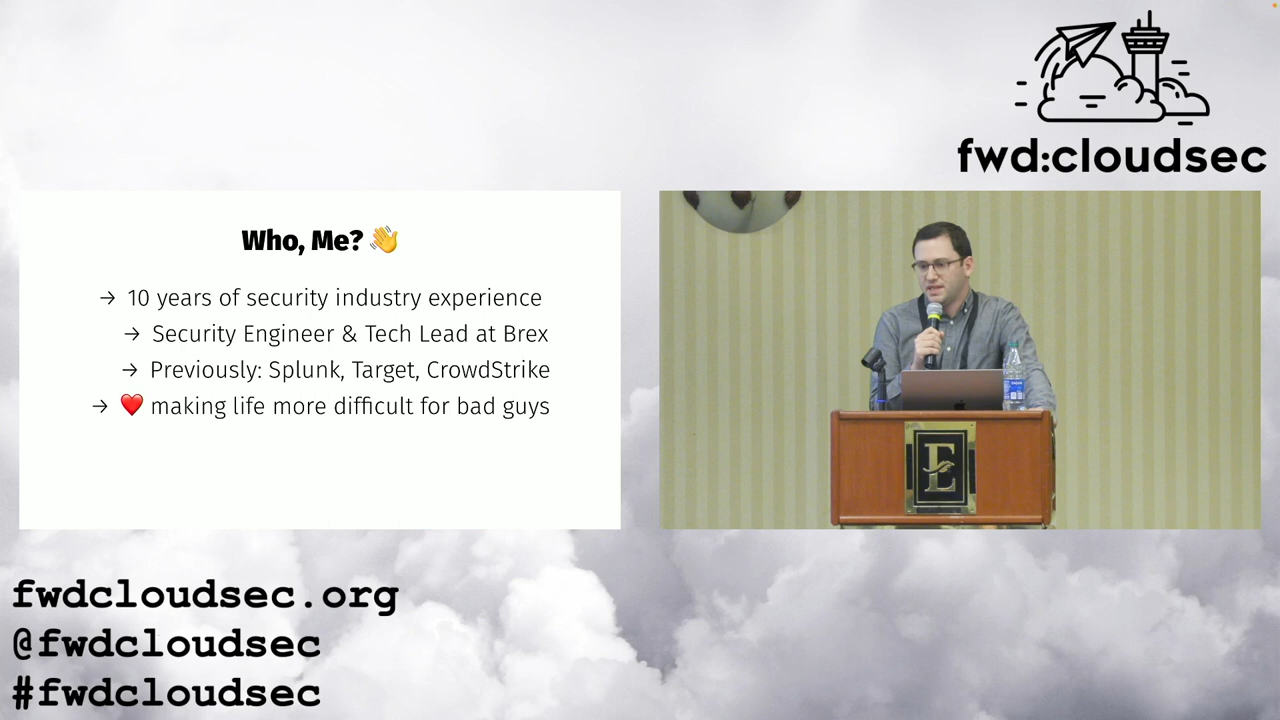 fwd:cloudsec
Who, Me? 👋
→ 10 years of security industry experience
→ Security Engineer & Tech Lead at Brex
→ Previously: Splunk, Target, CrowdStrike
→ ❤️ making life more difficult for bad guys
E
fwdcloudsec.org
@fwdcloudsec
#fwdcloudsec